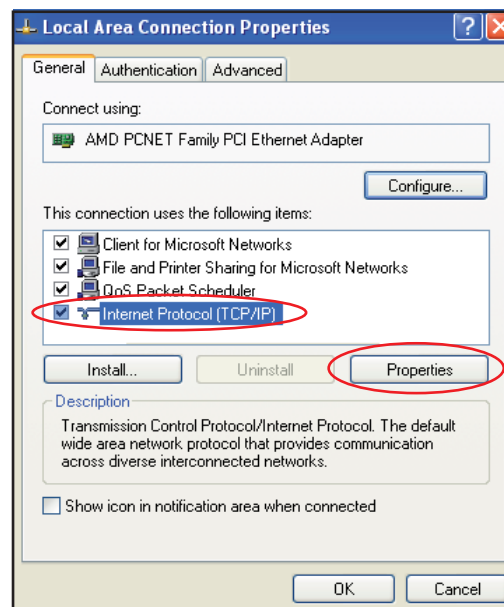 Local Area Connection Properties
General Authentication Advanced
Connect using:
AMD PCNET Family PCI Ethernet Adapter
Configure...
This connection uses the following items:
Client for Microsoft Networks
File and Printer Sharing for Microsoft Networks
QoS Packet Scheduler
Internet Protocol (TCP/IP)
Install... Uninstall Properties
Description
Transmission Control Protocol/Internet Protocol. The default
wide area network protocol that provides communication
across diverse interconnected networks.
Show icon in notification area when connected
OK Cancel